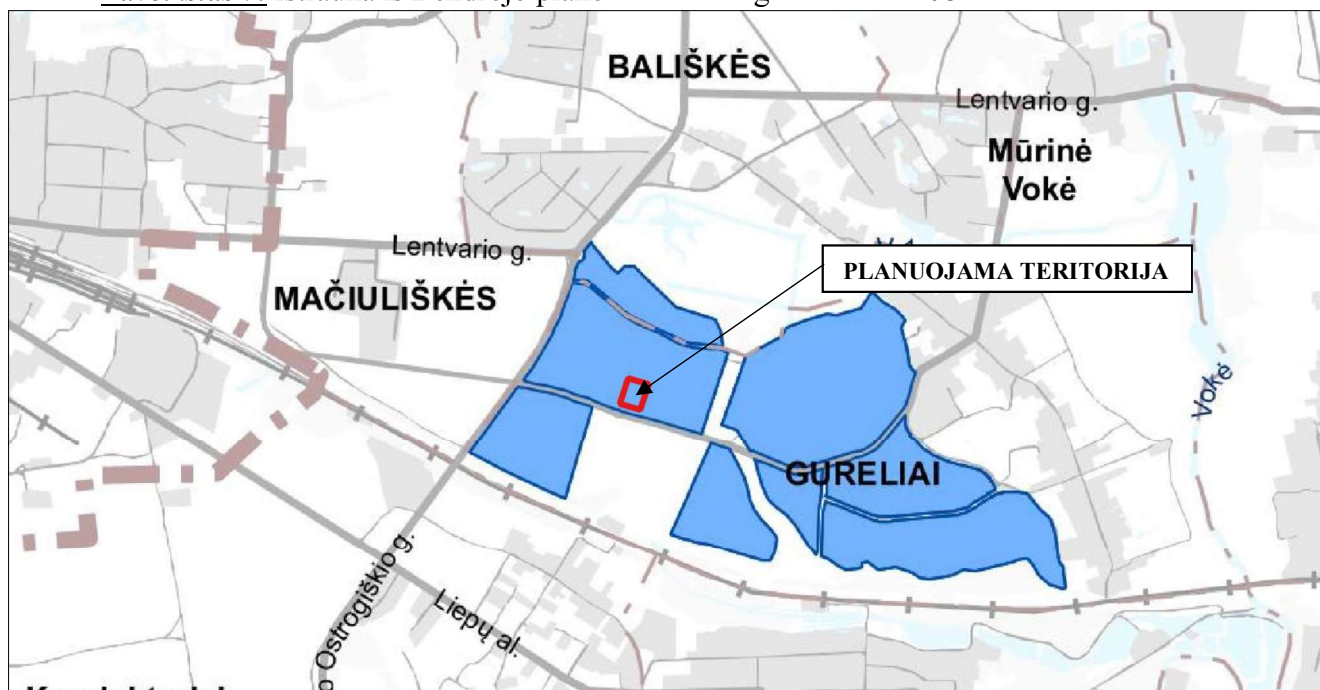 BALIŠKĖS
Lentvario g.
Mūrinė
Vokė
Lentvario g.
PLANUOJAMA TERITORIJA
MAČIULIŠKĖS
Vokė
GURELIAI
Ostrogiškio g.
Liepų al.